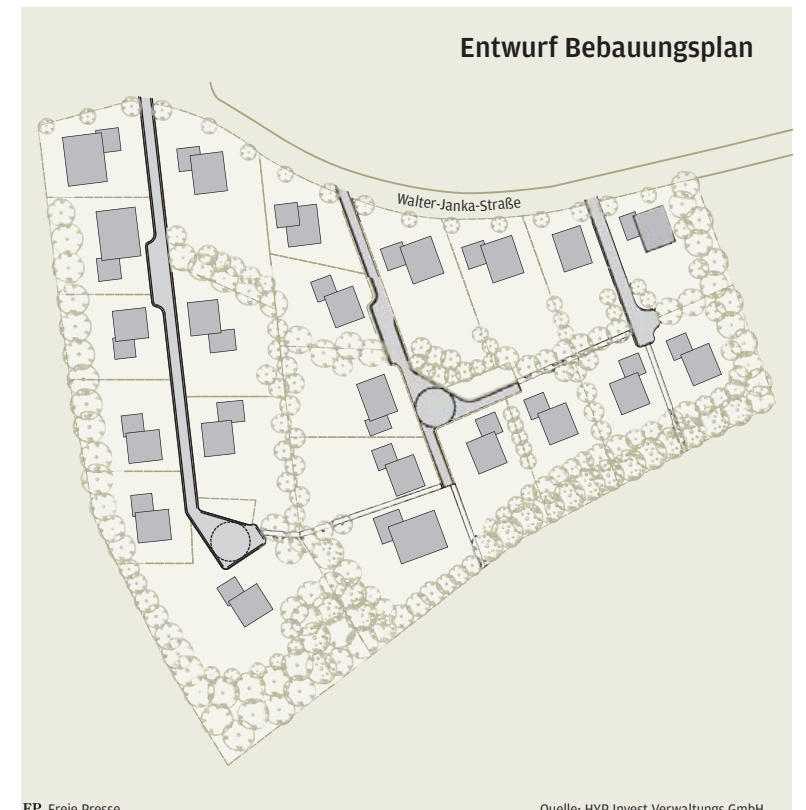 Entwurf Bebauungsplan
Walter-Janka-Straße
FP Freie Presse
Quelle: HYP Invest Verwaltungs GmbH